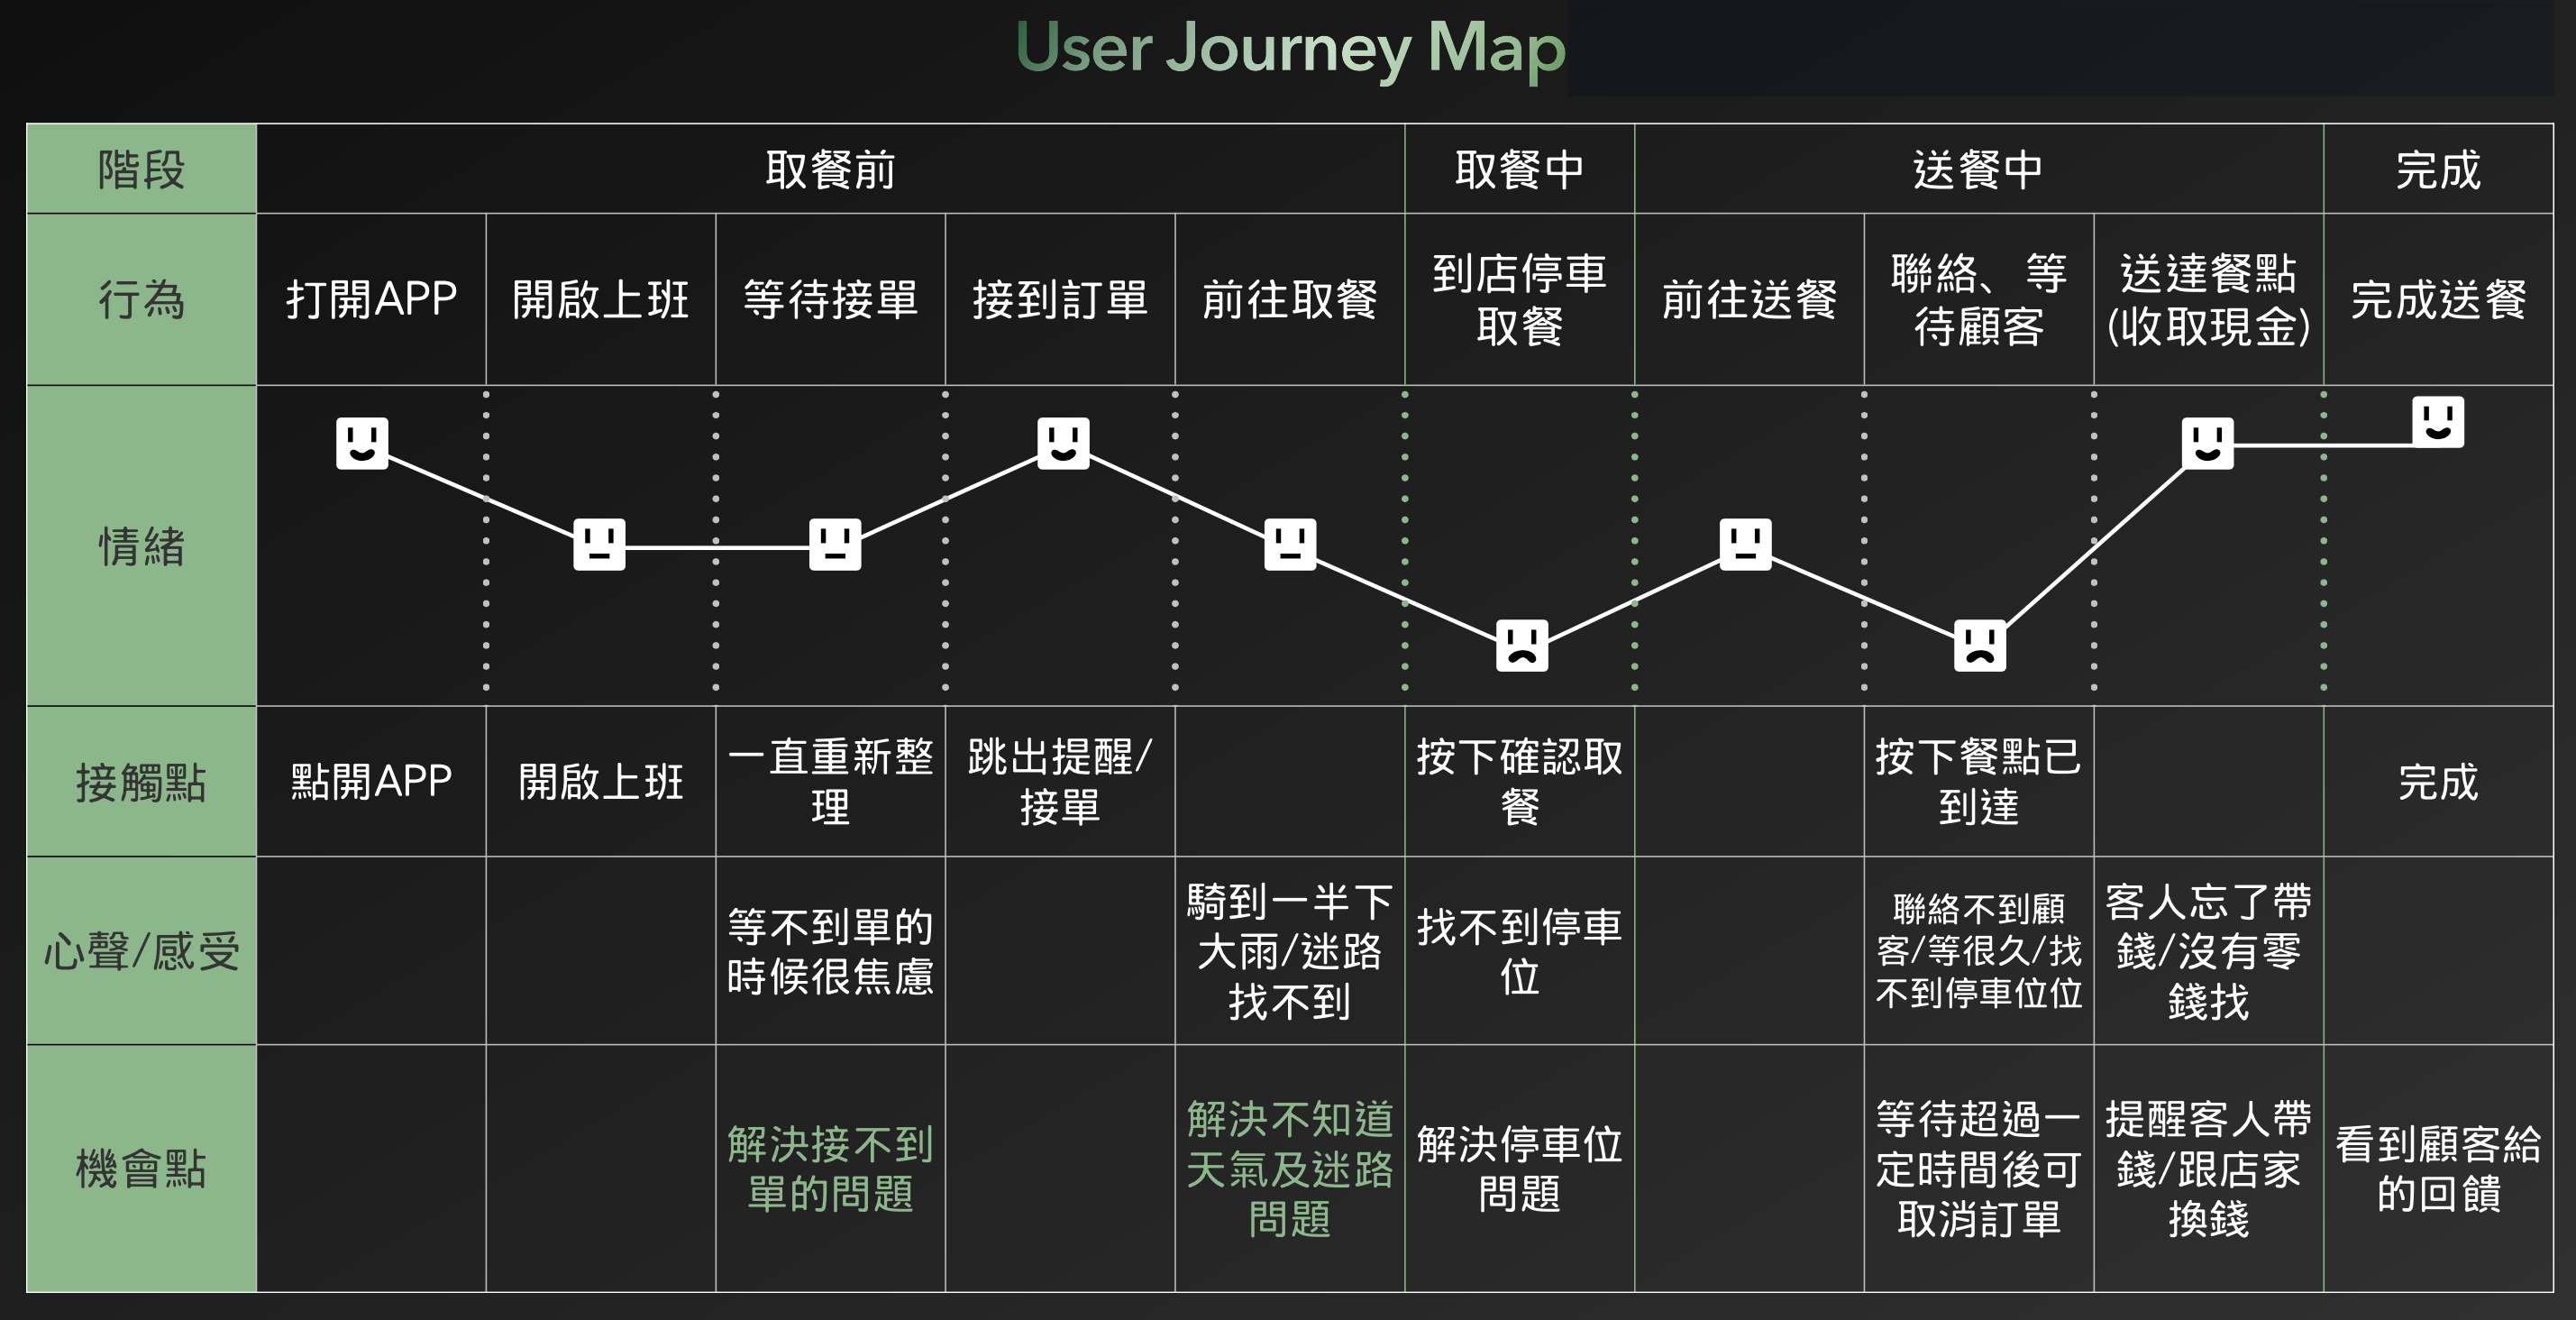 User Journey Map
階段
取餐前
取餐中
送餐中
完成
行為
打開APP
開啟上班
等待接單
接到訂單
前往取餐
到店停車
取餐
前往送餐
聯絡、等
待顧客
送達餐點
(收取現金)
完成送餐
情緒
接觸點
點開APP
開啟上班
一直重新整
理
跳出提醒/
接單
按下確認取
餐
按下餐點已
到達
完成
心聲/感受
等不到單的
時候很焦慮
騎到一半下
大雨/迷路
找不到
找不到停車
位
聯絡不到顧
客/等很久/找
不到停車位位
客人忘了帶
錢/沒有零
錢找
機會點
解決接不到
單的問題
解決不知道
天氣及迷路
問題
解決停車位
問題
等待超過一
定時間後可
取消訂單
提醒客人帶
錢/跟店家
換錢
看到顧客給
的回饋